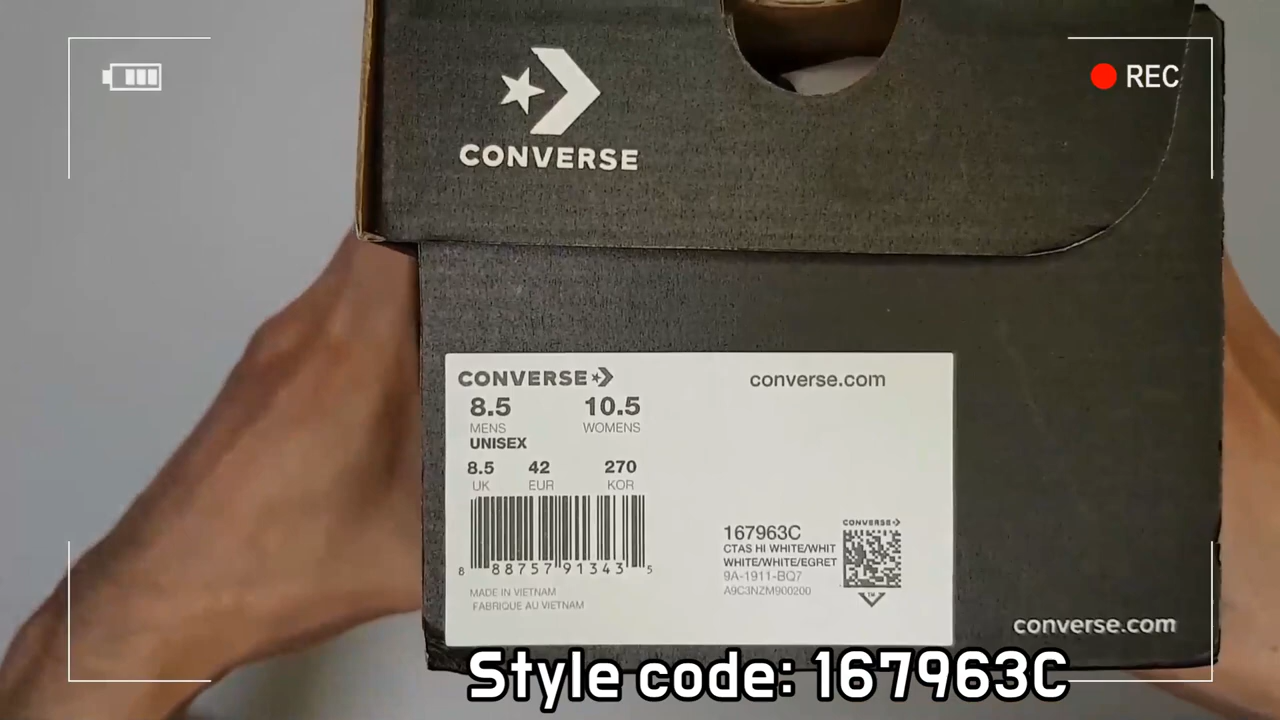 REC
CONVERSE
CONVERSE
converse.com
8.5 10.5
MENS WOMENS
UNISEX
8.5 42 270
UK EUR KOR
8 88757 91343 5
MADE IN VIETNAM
FABRIQUE AU VIETNAM
CONVERSE
167963C
CTAS HI WHITE/WHIT
WHITE/WHITE/EGRET
9A-1911-BQ7
A9C3NZM900200
TM
converse.com
Style code: 167963C